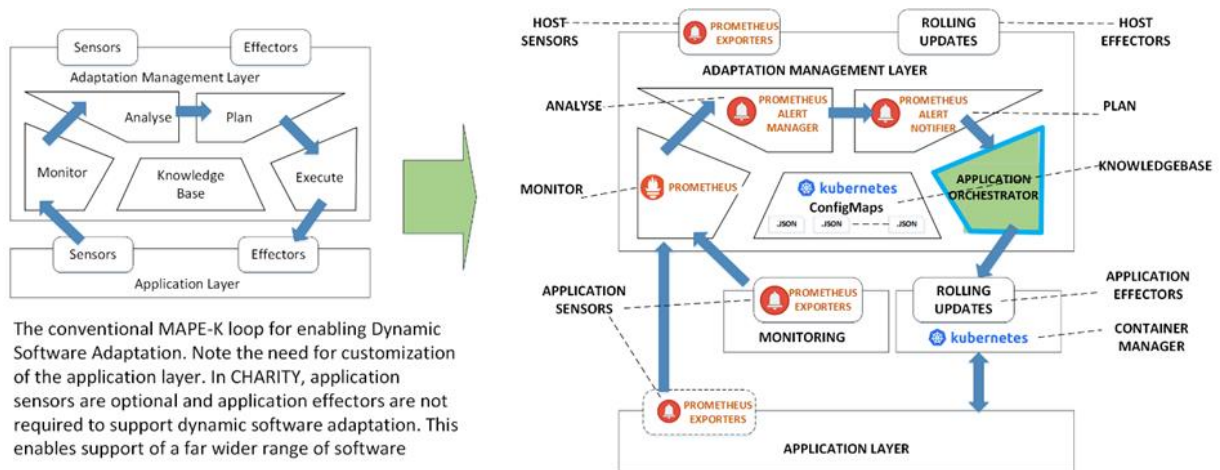 Sensors
Effectors
Adaptation Management Layer
Analyse
Plan
Monitor
Knowledge
Base
Execute
Sensors
Effectors
Application Layer
The conventional MAPE-K loop for enabling Dynamic
Software Adaptation. Note the need for customization
of the application layer. In CHARITY, application
sensors are optional and application effectors are not
required to support dynamic software adaptation. This
enables support of a far wider range of software
HOST
SENSORS
PROMETHEUS
EXPORTERS
ROLLING
UPDATES
HOST
EFFECTORS
ADAPTATION MANAGEMENT LAYER
ANALYSE
PROMETHEUS
ALERT
MANAGER
PROMETHEUS
ALERT
NOTIFIER
PLAN
MONITOR
PROMETHEUS
kubernetes
ConfigMaps
.JSON
.JSON
.JSON
APPLICATION
ORCHESTRATOR
KNOWLEDGEBASE
APPLICATION
SENSORS
PROMETHEUS
EXPORTERS
MONITORING
ROLLING
UPDATES
kubernetes
APPLICATION
EFFECTORS
CONTAINER
MANAGER
PROMETHEUS
EXPORTERS
APPLICATION LAYER